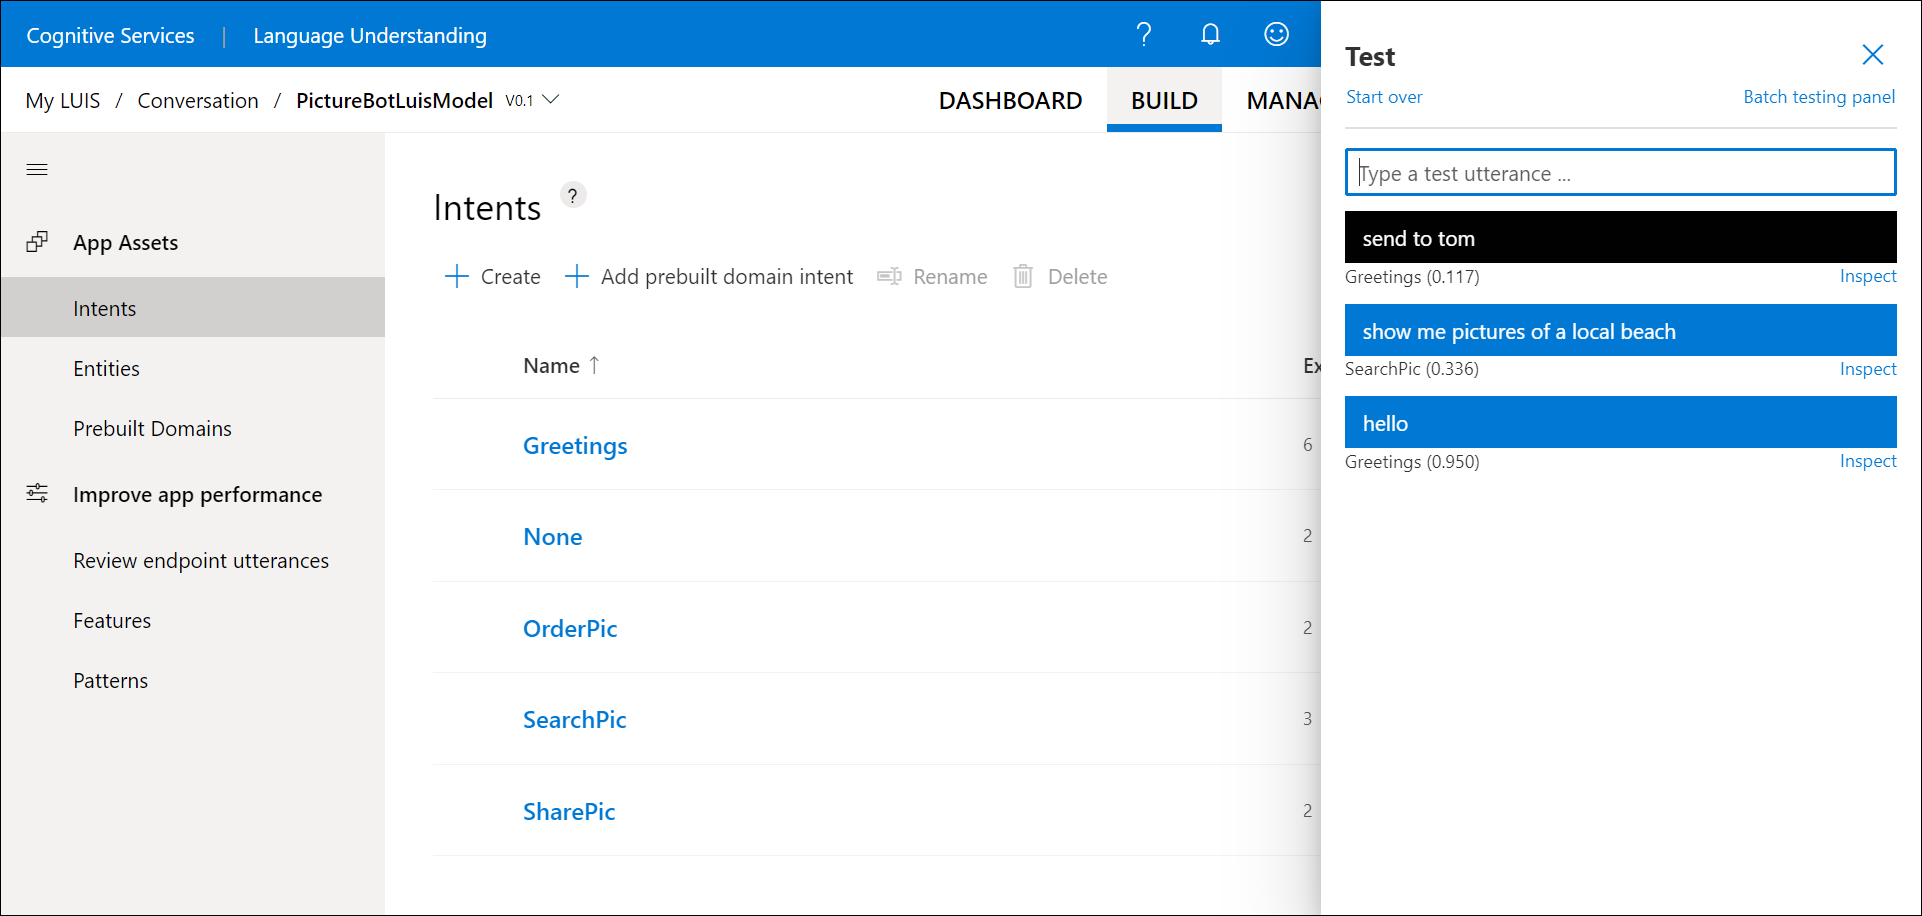 Cognitive Services | Language Understanding
?
My LUIS / Conversation / PictureBotLuisModel V0.1
DASHBOARD BUILD MANAG
App Assets
Intents
Entities
Prebuilt Domains
Improve app performance
Review endpoint utterances
Features
Patterns
Intents ?
Create Add prebuilt domain intent Rename Delete
Name ↑ Ex
Greetings 6
None 2
OrderPic 2
SearchPic 3
SharePic 2
Test
Start over Batch testing panel
Type a test utterance ...
send to tom
Greetings (0.117) Inspect
show me pictures of a local beach
SearchPic (0.336) Inspect
hello
Greetings (0.950) Inspect